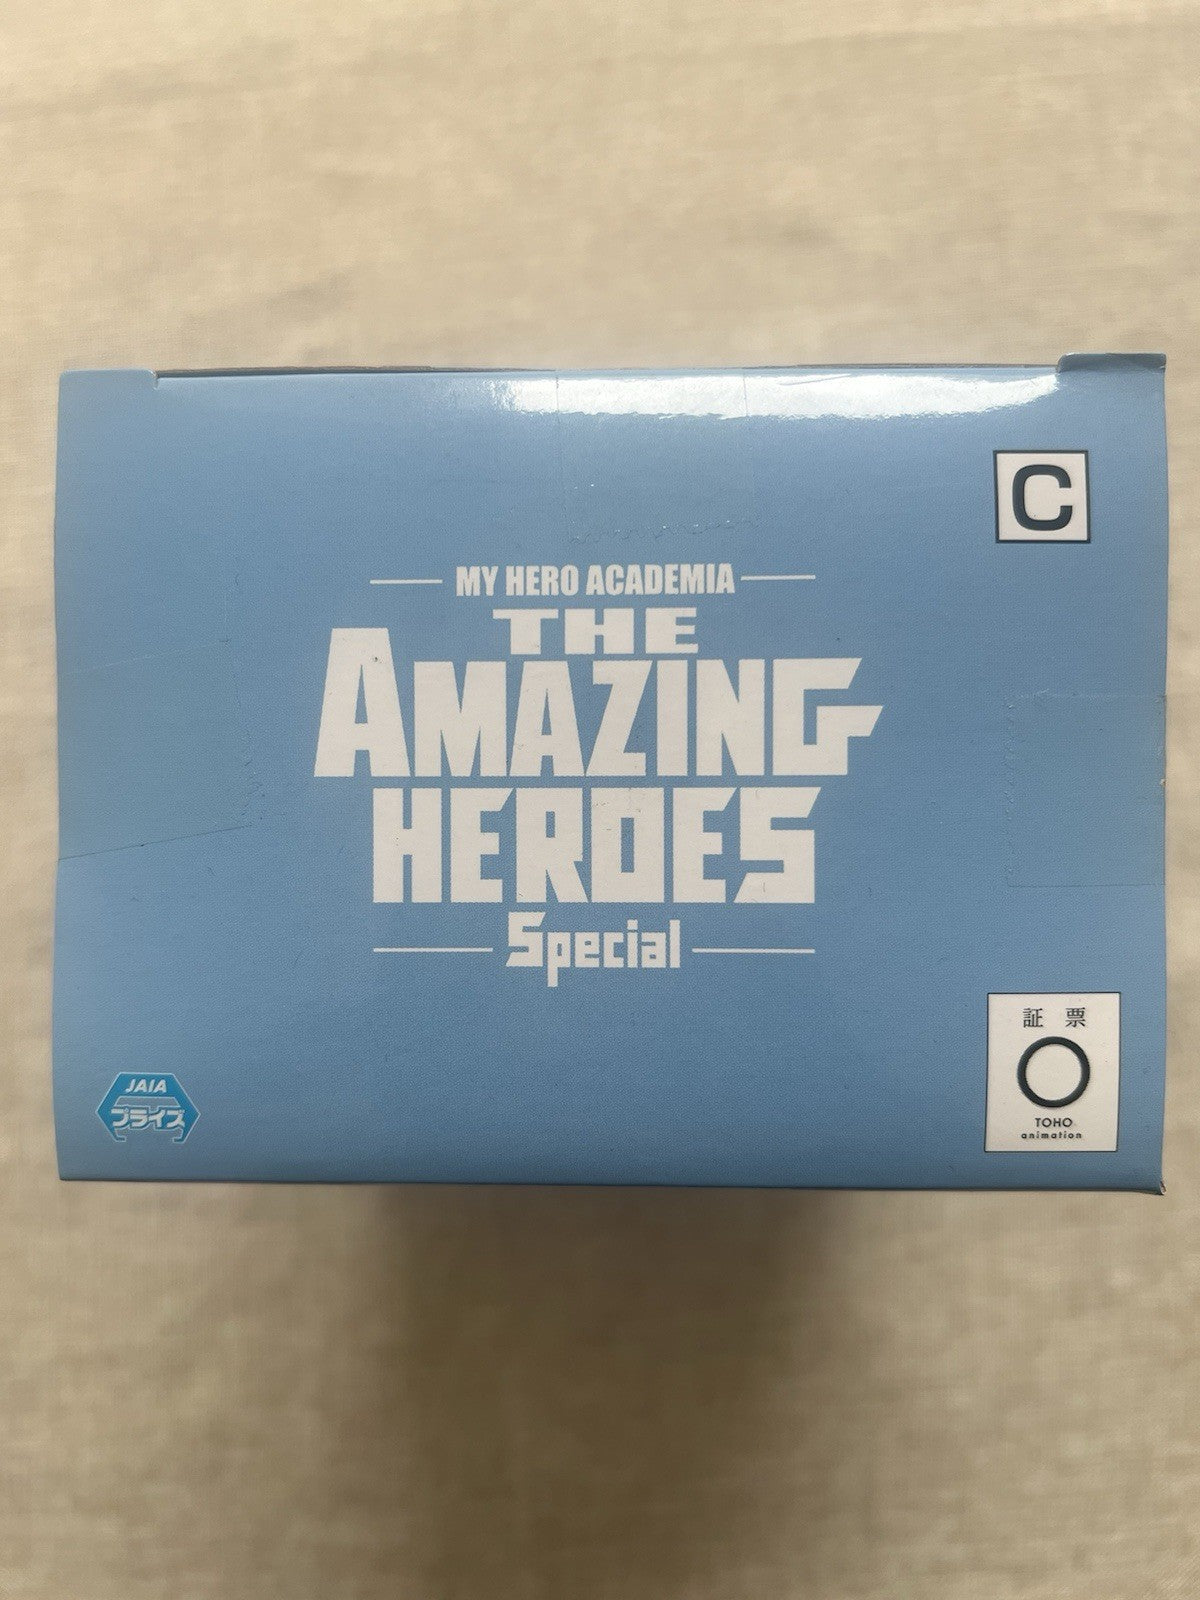 C
MY HERO ACADEMIA
THE
AMAZING
HEROES
Special
JAIA
プライズ
証票
TOHO
animation